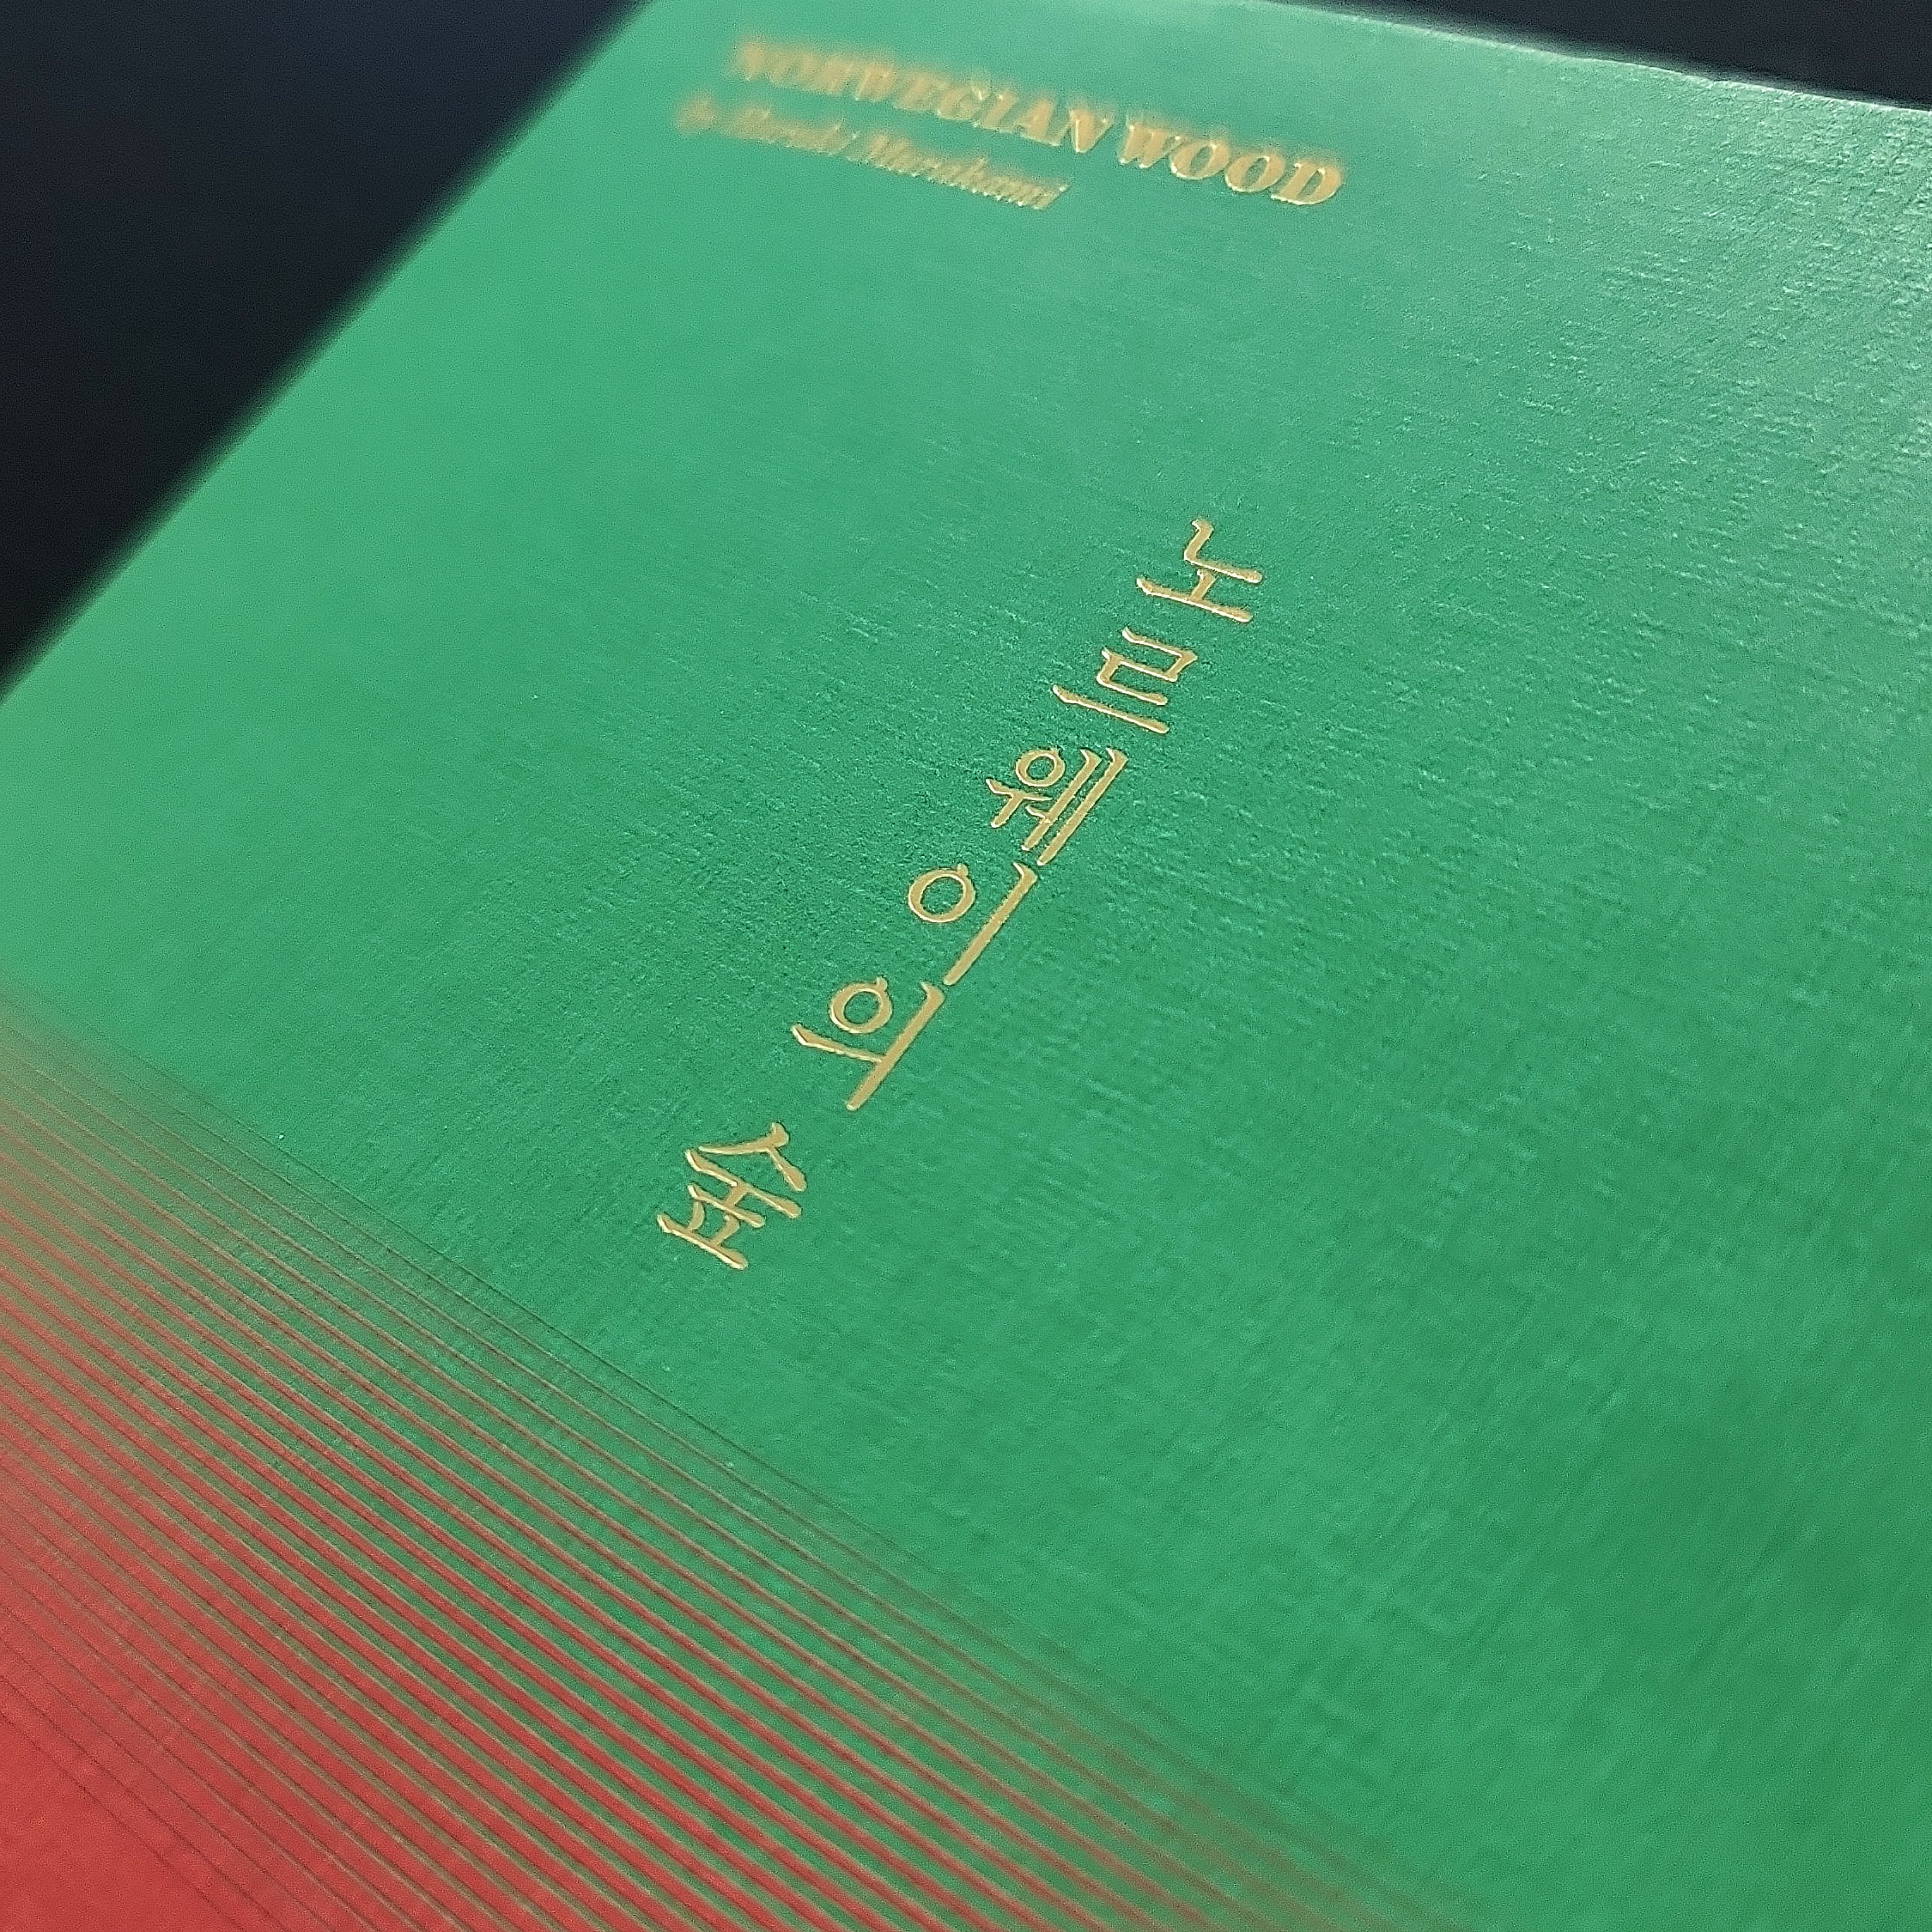 NORWEGIAN WOOD
by Haruki Murakami
노르웨이의 숲